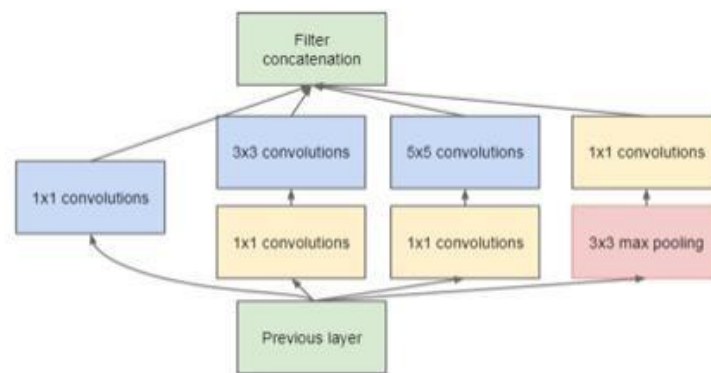 Filter
concatenation
3x3 convolutions
5x5 convolutions
1x1 convolutions
1x1 convolutions
1x1 convolutions
1x1 convolutions
3x3 max pooling
Previous layer